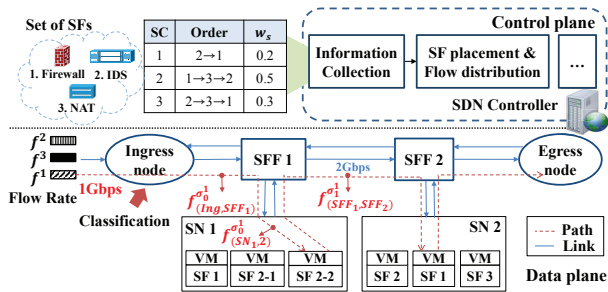 Set of SFs
1. Firewall
2. IDS
3. NAT
SC Order w_s
1 2→1 0.2
2 1→3→2 0.5
3 2→3→1 0.3
Control plane
Information
Collection
SF placement &
Flow distribution
...
SDN Controller
f^2
f^3
f^1
Flow Rate
1Gbps
Classification
Ingress
node
SFF 1
2Gbps
SFF 2
Egress
node
f^{σ_0^1}_{(Ing,SFF_1)}
f^{σ_1^1}_{(SFF_1,SFF_2)}
f^{σ_0^1}_{(SN_1,2)}
SN 1
VM VM VM
SF 1 SF 2-1 SF 2-2
SN 2
VM VM VM
SF 2 SF 1 SF 3
Path
Link
Data plane